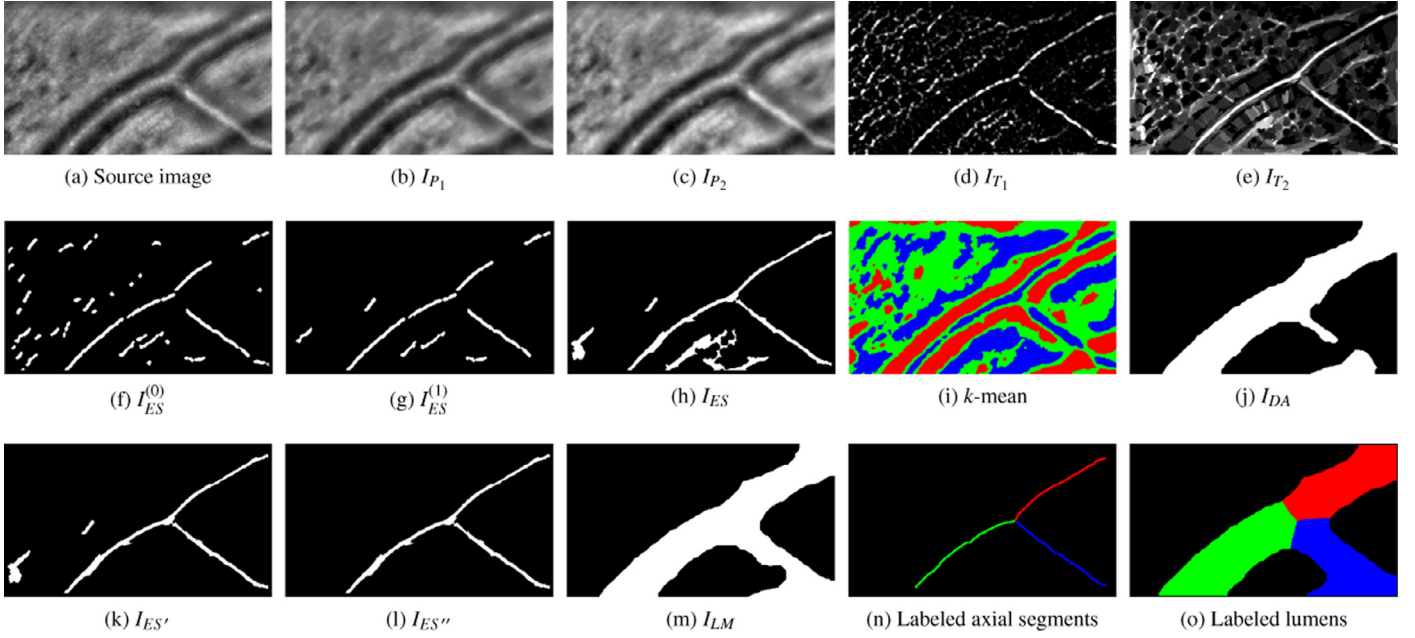 (a) Source image (b) I_{P_1} (c) I_{P_2} (d) I_{T_1} (e) I_{T_2}
(f) I_{ES}^{(0)} (g) I_{ES}^{(1)} (h) I_{ES} (i) k-mean (j) I_{DA}
(k) I_{ES'} (l) I_{ES''} (m) I_{LM} (n) Labeled axial segments (o) Labeled lumens